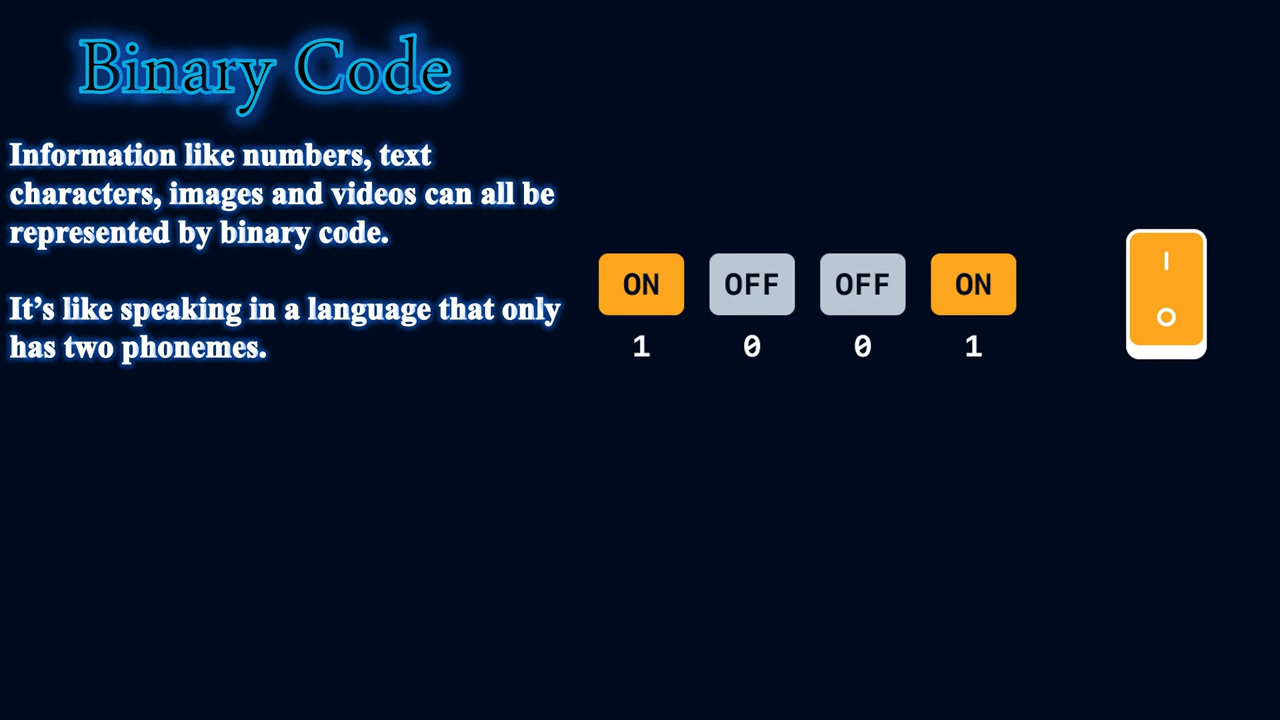 Binary Code
Information like numbers, text
characters, images and videos can all be
represented by binary code.
It’s like speaking in a language that only
has two phonemes.
ON OFF OFF ON
1 0 0 1